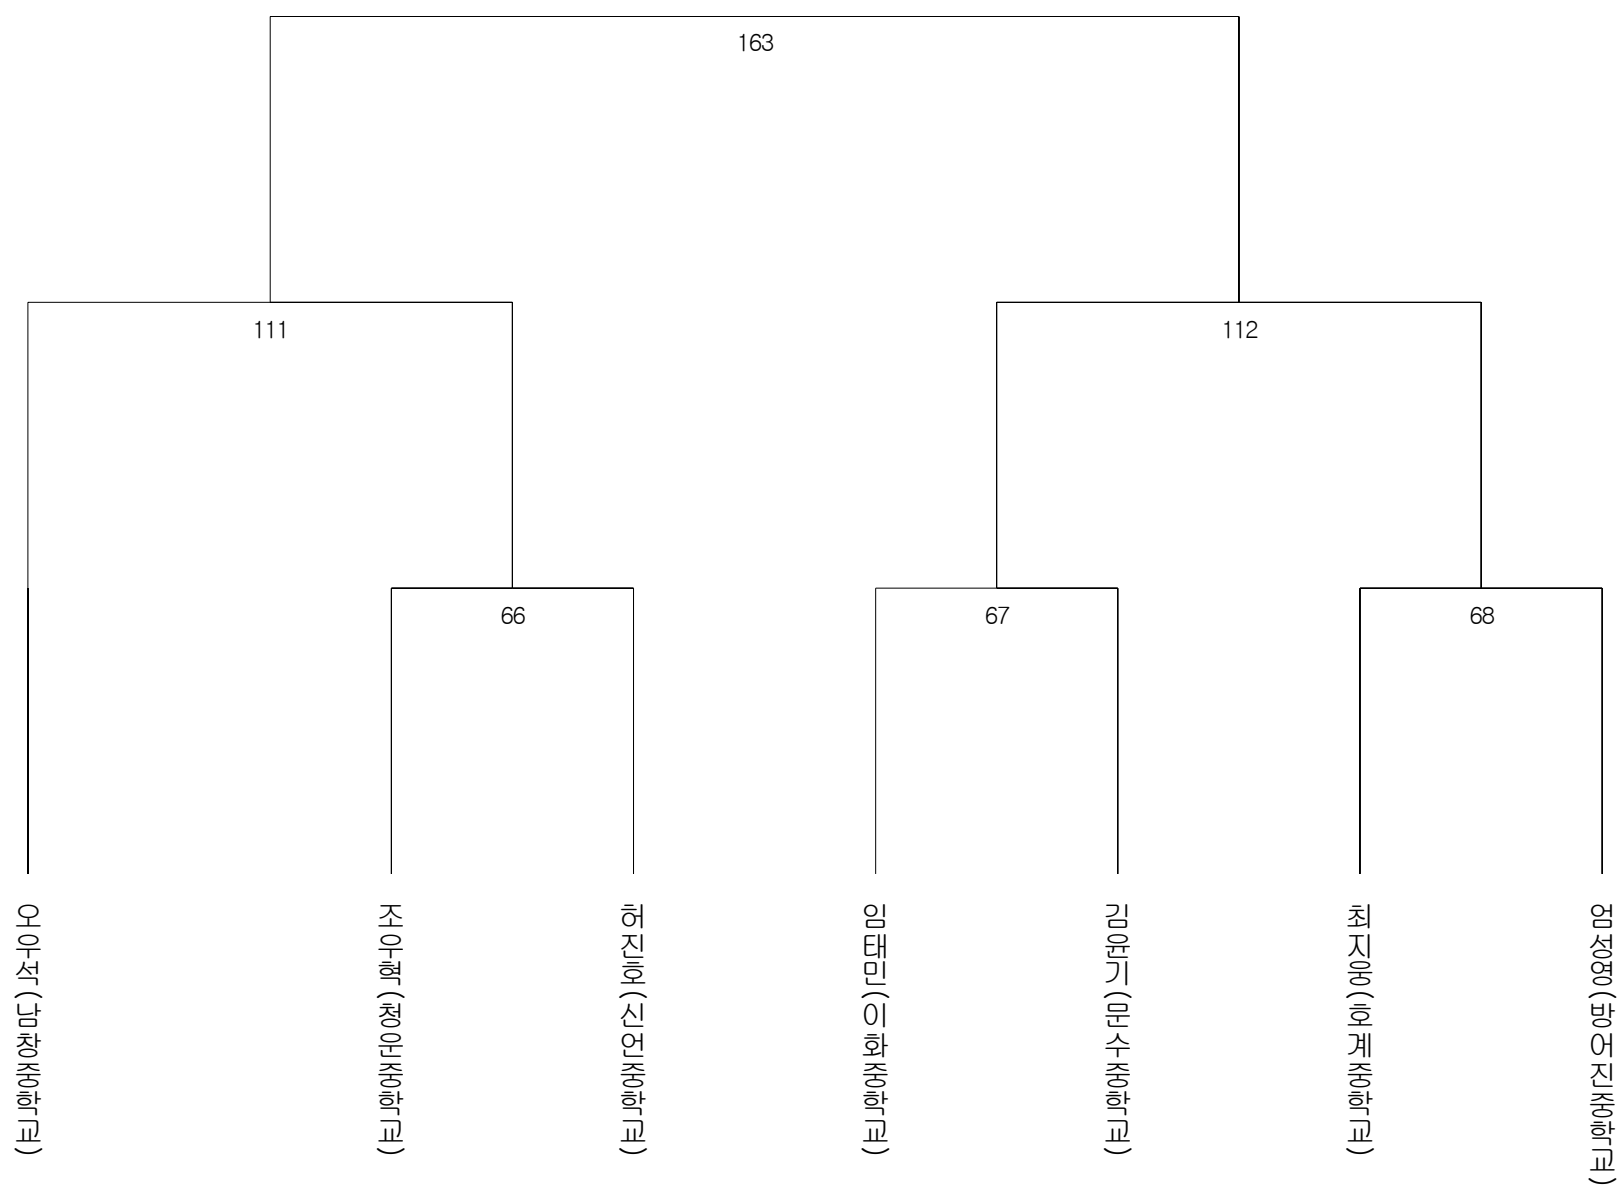 163
111
112
66
67
68
오우석(남창중학교)
조우혁(청운중학교)
허진호(신언중학교)
임태민(이화중학교)
김윤기(문수중학교)
최지웅(호계중학교)
엄성영(방어진중학교)